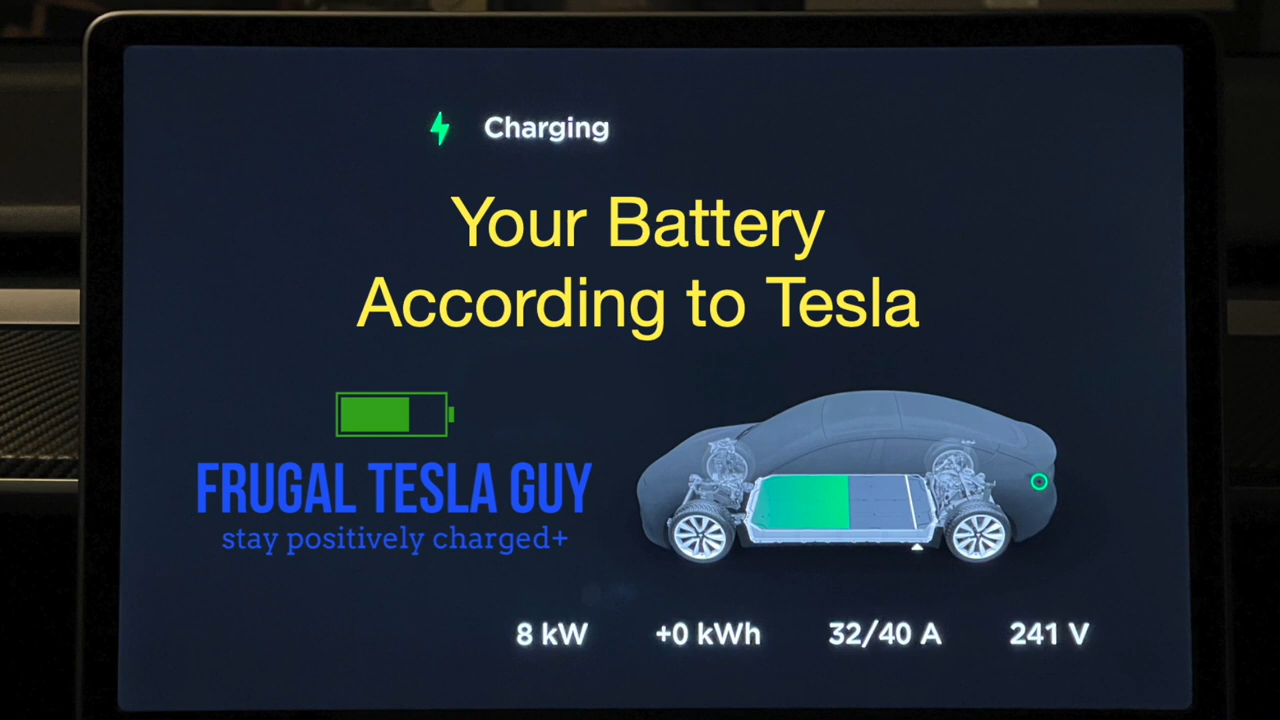 Charging
Your Battery
According to Tesla
FRUGAL TESLA GUY
stay positively charged+
8 kW +0 kWh 32/40 A 241 V